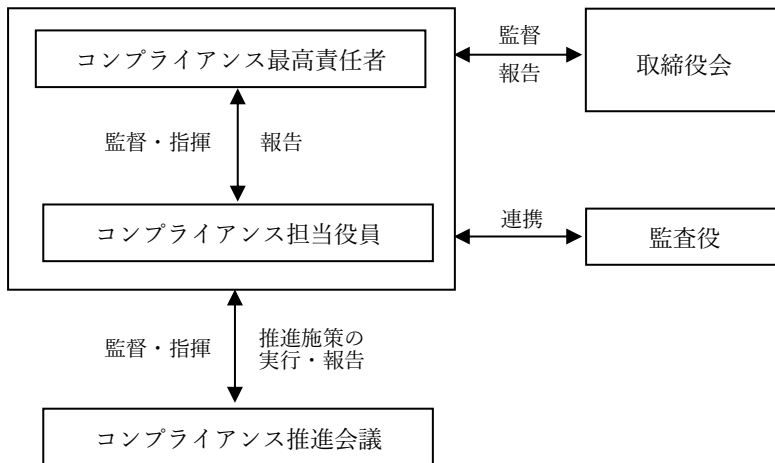 コンプライアンス最高責任者
監督
報告
取締役会
監督・指揮
報告
コンプライアンス担当役員
連携
監査役
監督・指揮
推進施策の
実行・報告
コンプライアンス推進会議